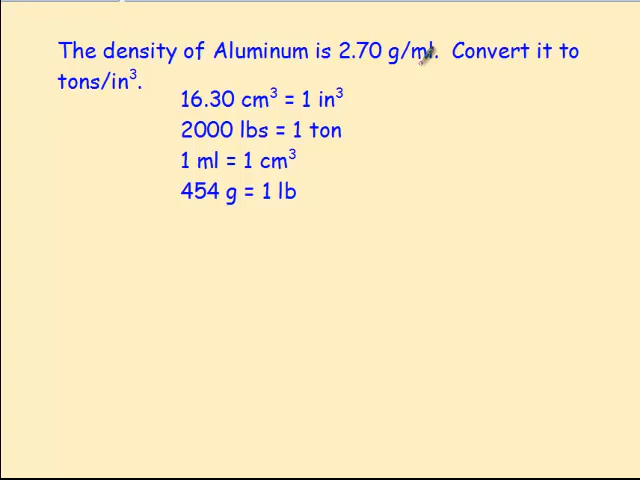 The density of Aluminum is 2.70 g/ml. Convert it to
tons/in³.
16.30 cm³ = 1 in³
2000 lbs = 1 ton
1 ml = 1 cm³
454 g = 1 lb